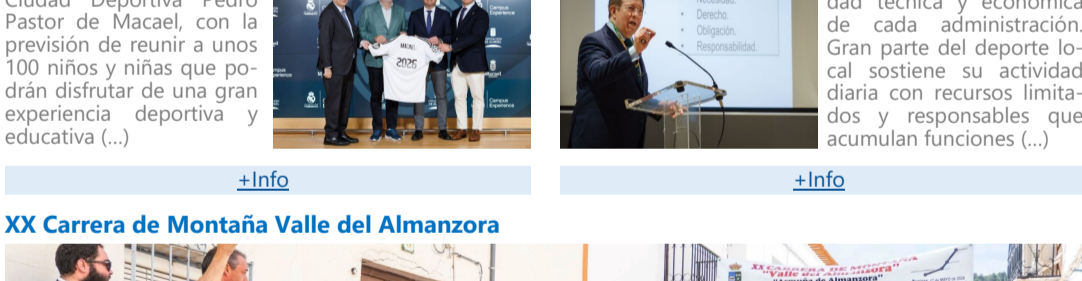 Ciudad Deportiva Pedro
Pastor de Macael, con la
previsión de reunir a unos
100 niños y niñas que po-
drán disfrutar de una gran
experiencia deportiva y
educativa (...)
MACAEL
2026
Campus
Experience
Necesidad.
• Derecho.
• Obligación.
• Responsabilidad.
dad técnica y económica
de cada administración.
Gran parte del deporte lo-
cal sostiene su actividad
diaria con recursos limita-
dos y responsables que
acumulan funciones (...)
+Info
+Info
XX Carrera de Montaña Valle del Almanzora
XX CARRERA DE MONTAÑA
"Valle del Almanzora"